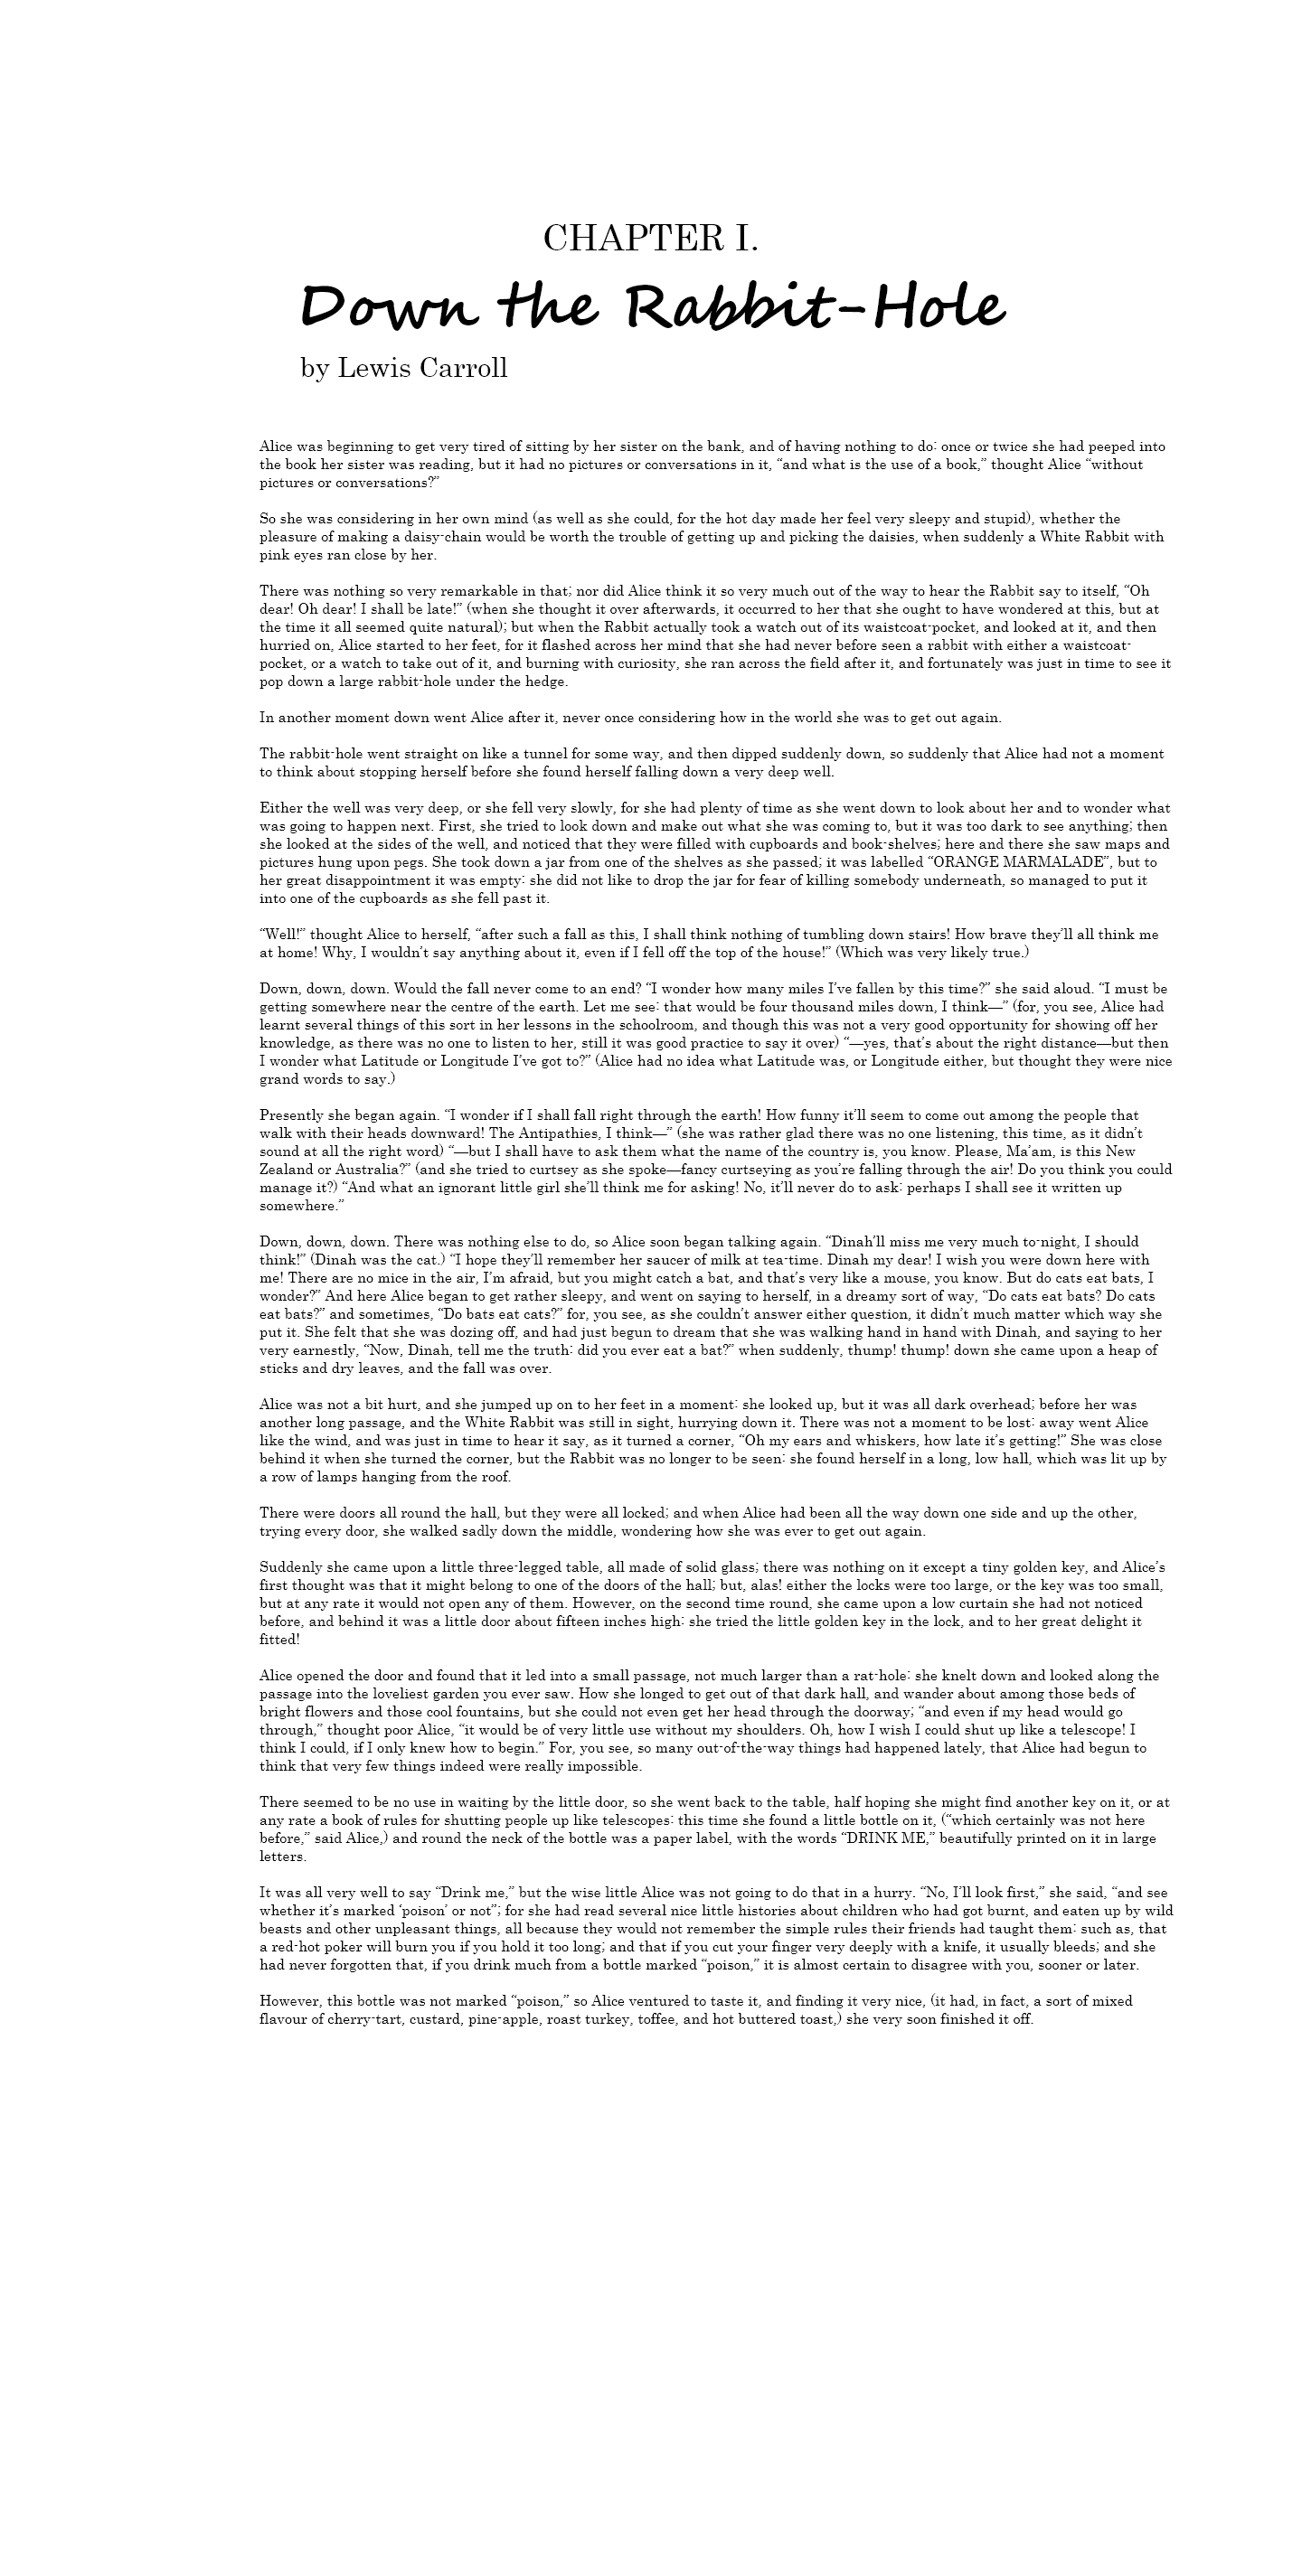 CHAPTER I.
Down the Rabbit-Hole
by Lewis Carroll
Alice was beginning to get very tired of sitting by her sister on the bank, and of having nothing to do: once or twice she had peeped into
the book her sister was reading, but it had no pictures or conversations in it, “and what is the use of a book,” thought Alice “without
pictures or conversations?”
So she was considering in her own mind (as well as she could, for the hot day made her feel very sleepy and stupid), whether the
pleasure of making a daisy-chain would be worth the trouble of getting up and picking the daisies, when suddenly a White Rabbit with
pink eyes ran close by her.
There was nothing so very remarkable in that; nor did Alice think it so very much out of the way to hear the Rabbit say to itself, “Oh
dear! Oh dear! I shall be late!” (when she thought it over afterwards, it occurred to her that she ought to have wondered at this, but at
the time it all seemed quite natural); but when the Rabbit actually took a watch out of its waistcoat-pocket, and looked at it, and then
hurried on, Alice started to her feet, for it flashed across her mind that she had never before seen a rabbit with either a waistcoat-
pocket, or a watch to take out of it, and burning with curiosity, she ran across the field after it, and fortunately was just in time to see it
pop down a large rabbit-hole under the hedge.
In another moment down went Alice after it, never once considering how in the world she was to get out again.
The rabbit-hole went straight on like a tunnel for some way, and then dipped suddenly down, so suddenly that Alice had not a moment
to think about stopping herself before she found herself falling down a very deep well.
Either the well was very deep, or she fell very slowly, for she had plenty of time as she went down to look about her and to wonder what
was going to happen next. First, she tried to look down and make out what she was coming to, but it was too dark to see anything; then
she looked at the sides of the well, and noticed that they were filled with cupboards and book-shelves; here and there she saw maps and
pictures hung upon pegs. She took down a jar from one of the shelves as she passed; it was labelled “ORANGE MARMALADE”, but to
her great disappointment it was empty: she did not like to drop the jar for fear of killing somebody underneath, so managed to put it
into one of the cupboards as she fell past it.
“Well!” thought Alice to herself, “after such a fall as this, I shall think nothing of tumbling down stairs! How brave they’ll all think me
at home! Why, I wouldn’t say anything about it, even if I fell off the top of the house!” (Which was very likely true.)
Down, down, down. Would the fall never come to an end? “I wonder how many miles I’ve fallen by this time?” she said aloud. “I must be
getting somewhere near the centre of the earth. Let me see: that would be four thousand miles down, I think—” (for, you see, Alice had
learnt several things of this sort in her lessons in the schoolroom, and though this was not a very good opportunity for showing off her
knowledge, as there was no one to listen to her, still it was good practice to say it over) “—yes, that’s about the right distance—but then
I wonder what Latitude or Longitude I’ve got to?” (Alice had no idea what Latitude was, or Longitude either, but thought they were nice
grand words to say.)
Presently she began again. “I wonder if I shall fall right through the earth! How funny it’ll seem to come out among the people that
walk with their heads downward! The Antipathies, I think—” (she was rather glad there was no one listening, this time, as it didn’t
sound at all the right word) “—but I shall have to ask them what the name of the country is, you know. Please, Ma’am, is this New
Zealand or Australia?” (and she tried to curtsey as she spoke—fancy curtseying as you’re falling through the air! Do you think you could
manage it?) “And what an ignorant little girl she’ll think me for asking! No, it’ll never do to ask: perhaps I shall see it written up
somewhere.”
Down, down, down. There was nothing else to do, so Alice soon began talking again. “Dinah’ll miss me very much to-night, I should
think!” (Dinah was the cat.) “I hope they’ll remember her saucer of milk at tea-time. Dinah my dear! I wish you were down here with
me! There are no mice in the air, I’m afraid, but you might catch a bat, and that’s very like a mouse, you know. But do cats eat bats, I
wonder?” And here Alice began to get rather sleepy, and went on saying to herself, in a dreamy sort of way, “Do cats eat bats? Do cats
eat bats?” and sometimes, “Do bats eat cats?” for, you see, as she couldn’t answer either question, it didn’t much matter which way she
put it. She felt that she was dozing off, and had just begun to dream that she was walking hand in hand with Dinah, and saying to her
very earnestly, “Now, Dinah, tell me the truth: did you ever eat a bat?” when suddenly, thump! thump! down she came upon a heap of
sticks and dry leaves, and the fall was over.
Alice was not a bit hurt, and she jumped up on to her feet in a moment: she looked up, but it was all dark overhead; before her was
another long passage, and the White Rabbit was still in sight, hurrying down it. There was not a moment to be lost: away went Alice
like the wind, and was just in time to hear it say, as it turned a corner, “Oh my ears and whiskers, how late it’s getting!” She was close
behind it when she turned the corner, but the Rabbit was no longer to be seen: she found herself in a long, low hall, which was lit up by
a row of lamps hanging from the roof.
There were doors all round the hall, but they were all locked; and when Alice had been all the way down one side and up the other,
trying every door, she walked sadly down the middle, wondering how she was ever to get out again.
Suddenly she came upon a little three-legged table, all made of solid glass; there was nothing on it except a tiny golden key, and Alice’s
first thought was that it might belong to one of the doors of the hall; but, alas! either the locks were too large, or the key was too small,
but at any rate it would not open any of them. However, on the second time round, she came upon a low curtain she had not noticed
before, and behind it was a little door about fifteen inches high: she tried the little golden key in the lock, and to her great delight it
fitted!
Alice opened the door and found that it led into a small passage, not much larger than a rat-hole: she knelt down and looked along the
passage into the loveliest garden you ever saw. How she longed to get out of that dark hall, and wander about among those beds of
bright flowers and those cool fountains, but she could not even get her head through the doorway; “and even if my head would go
through,” thought poor Alice, “it would be of very little use without my shoulders. Oh, how I wish I could shut up like a telescope! I
think I could, if I only knew how to begin.” For, you see, so many out-of-the-way things had happened lately, that Alice had begun to
think that very few things indeed were really impossible.
There seemed to be no use in waiting by the little door, so she went back to the table, half hoping she might find another key on it, or at
any rate a book of rules for shutting people up like telescopes: this time she found a little bottle on it, (“which certainly was not here
before,” said Alice,) and round the neck of the bottle was a paper label, with the words “DRINK ME,” beautifully printed on it in large
letters.
It was all very well to say “Drink me,” but the wise little Alice was not going to do that in a hurry. “No, I’ll look first,” she said, “and see
whether it’s marked ‘poison’ or not”; for she had read several nice little histories about children who had got burnt, and eaten up by wild
beasts and other unpleasant things, all because they would not remember the simple rules their friends had taught them: such as, that
a red-hot poker will burn you if you hold it too long; and that if you cut your finger very deeply with a knife, it usually bleeds; and she
had never forgotten that, if you drink much from a bottle marked “poison,” it is almost certain to disagree with you, sooner or later.
However, this bottle was not marked “poison,” so Alice ventured to taste it, and finding it very nice, (it had, in fact, a sort of mixed
flavour of cherry-tart, custard, pine-apple, roast turkey, toffee, and hot buttered toast,) she very soon finished it off.